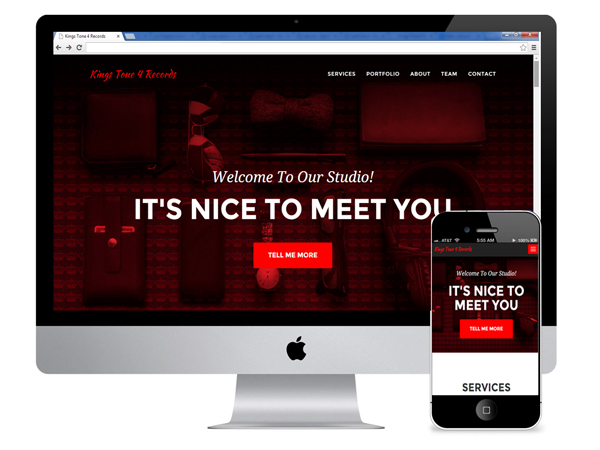 Kings Tone 4 Records
Kings Tone 4 Records
SERVICES PORTFOLIO ABOUT TEAM CONTACT
Welcome To Our Studio!
IT'S NICE TO MEET YOU
TELL ME MORE
AT&T 5:05 AM 100%
Kings Tone 4 Records
Welcome To Our Studio!
IT'S NICE TO
MEET YOU
TELL ME MORE
SERVICES